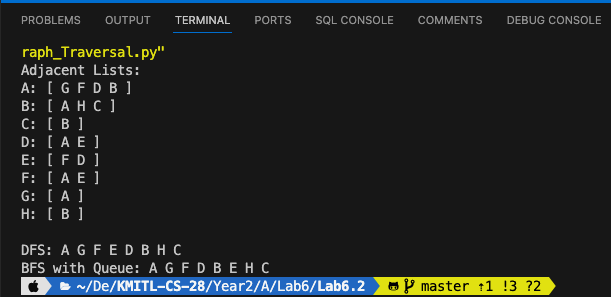 PROBLEMS OUTPUT TERMINAL PORTS SQL CONSOLE COMMENTS DEBUG CONSOLE
raph_Traversal.py"
Adjacent Lists:
A: [ G F D B ]
B: [ A H C ]
C: [ B ]
D: [ A E ]
E: [ F D ]
F: [ A E ]
G: [ A ]
H: [ B ]
DFS: A G F E D B H C
BFS with Queue: A G F D B E H C
~/De/KMITL-CS-28/Year2/A/Lab6/Lab6.2 master ⇡1 !3 ?2